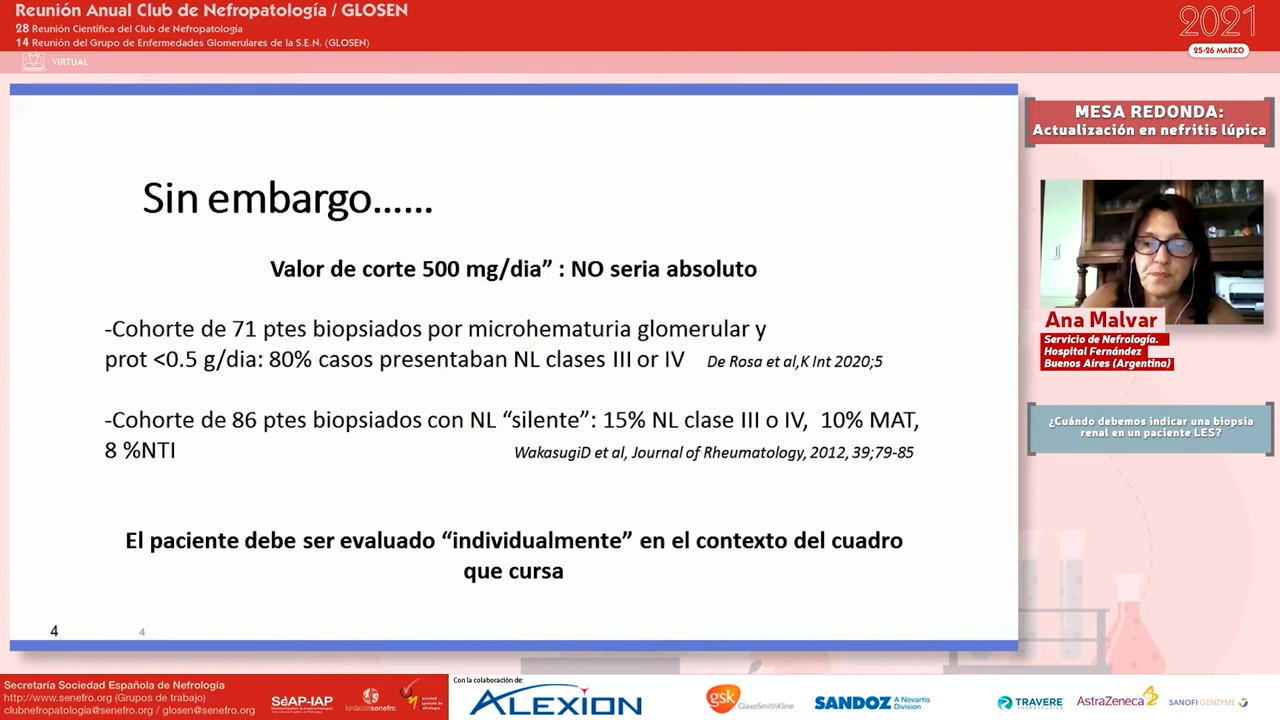 Reunión Anual Club de Nefropatología / GLOSEN
28 Reunión Científica del Club de Nefropatología
14 Reunión del Grupo de Enfermedades Glomerulares de la S.E.N. (GLOSEN)
2021
25-26 MARZO
VIRTUAL
MESA REDONDA:
Actualización en nefritis lúpica
Sin embargo......
Valor de corte 500 mg/dia” : NO seria absoluto
-Cohorte de 71 ptes biopsiados por microhematuria glomerular y
prot <0.5 g/dia: 80% casos presentaban NL clases III or IV De Rosa et al,K Int 2020;5
-Cohorte de 86 ptes biopsiados con NL “silente”: 15% NL clase III o IV, 10% MAT,
8 %NTI WakasugiD et al, Journal of Rheumatology, 2012, 39;79-85
El paciente debe ser evaluado “individualmente” en el contexto del cuadro
que cursa
4
4
Ana Malvar
Servicio de Nefrología.
Hospital Fernández
Buenos Aires (Argentina)
¿Cuándo debemos indicar una biopsia
renal en un paciente LES?
Secretaría Sociedad Española de Nefrología
http://www.senefro.org (Grupos de trabajo)
clubnefropatologia@senefro.org / glosen@senefro.org
SEAP-IAP
fundaciónsenefro
Con la colaboración de:
ALEXION
gsk
GlaxoSmithKline
SANDOZ
A Novartis
Division
TRAVERE
AstraZeneca
SANOFI GENZYME